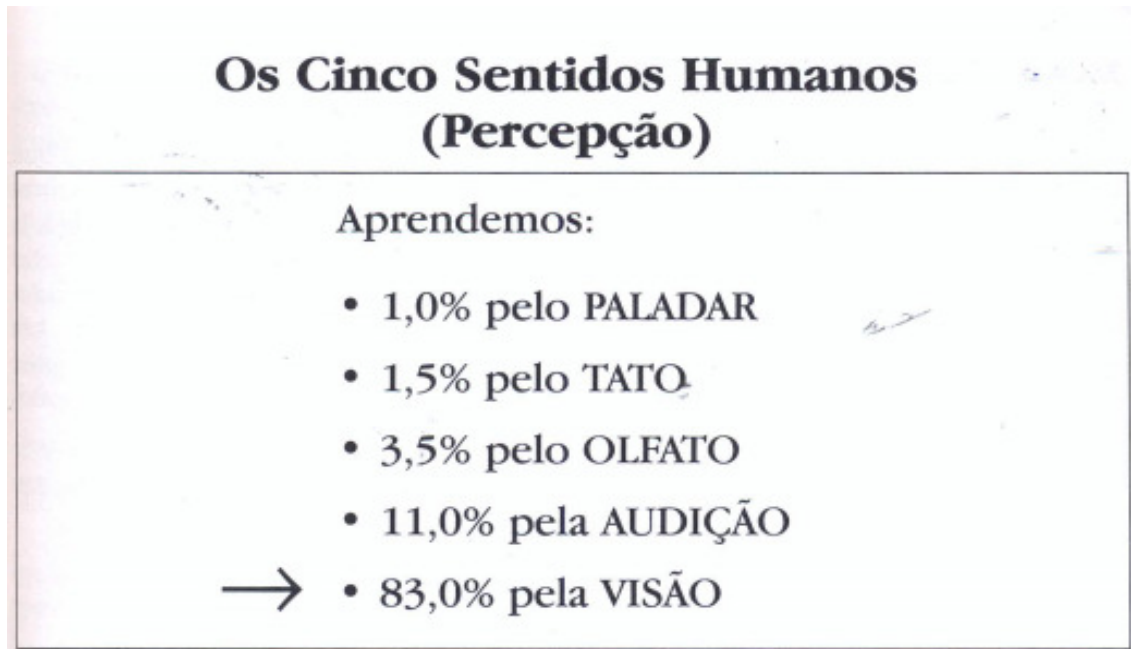 Os Cinco Sentidos Humanos
(Percepção)
Aprendemos:
• 1,0% pelo PALADAR
• 1,5% pelo TATO
• 3,5% pelo OLFATO
• 11,0% pela AUDIÇÃO
→ • 83,0% pela VISÃO